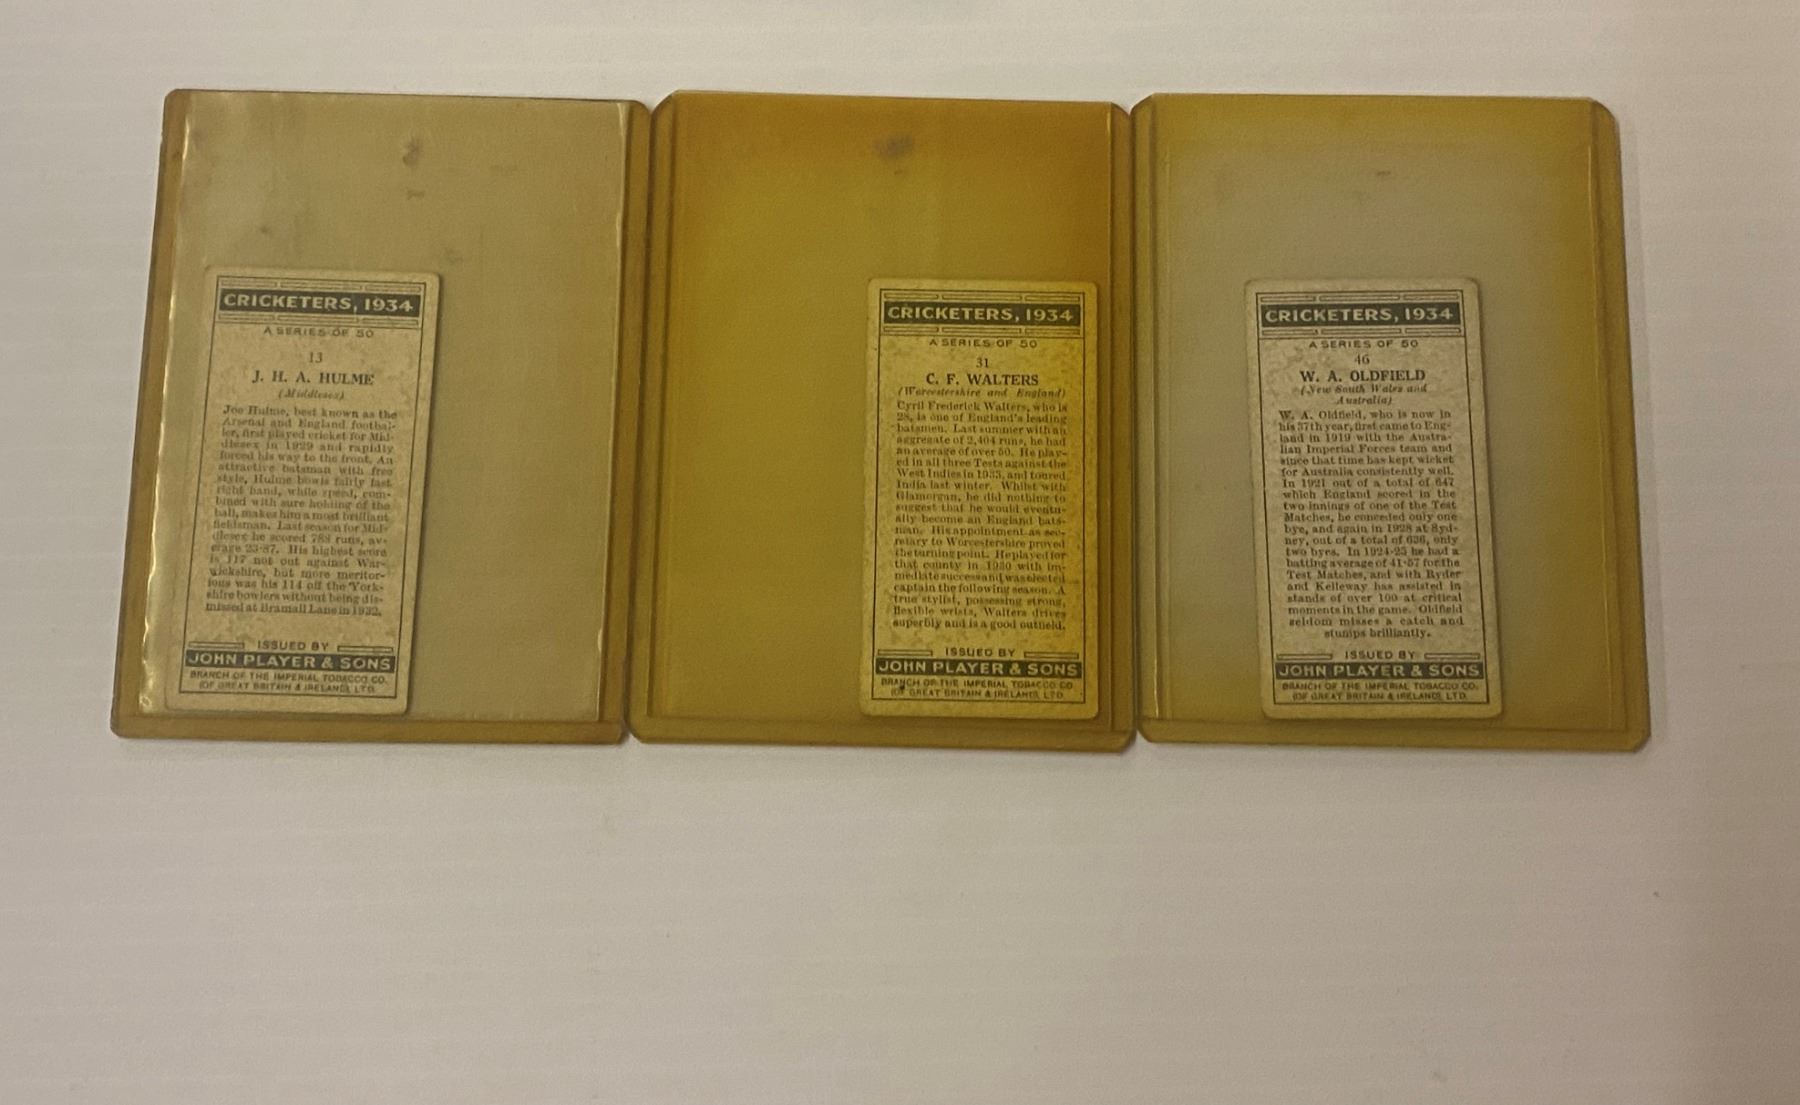 CRICKETERS, 1934
A SERIES OF 50
13
J. H. A. HULME
(Middlesex)
Joe Hulme, best known as the
Arsenal and England football-
ler, first played cricket for Mid-
dlesex in 1929 and rapidly
forced his way to the front. An
attractive batsman with free
style, Hulme bowls fairly fast
right hand, while speed, com-
bined with sure holding of the
ball, makes him a most brilliant
fieldsman. Last season for Mid-
dlesex he scored 788 runs, av-
erage 23·87. His highest score
is 117 not out against War-
wickshire, but more meritor-
ious was his 114 off the York-
shire bowlers without being dis-
missed at Bramall Lane in 1932.
ISSUED BY
JOHN PLAYER & SONS
BRANCH OF THE IMPERIAL TOBACCO CO.
(OF GREAT BRITAIN & IRELAND), LTD.
CRICKETERS, 1934
A SERIES OF 50
31
C. F. WALTERS
(Worcestershire and England)
Cyril Frederick Walters, who is
28, is one of England's leading
batsmen. Last summer with an
aggregate of 2,404 runs, he had
an average of over 50. He play-
ed in all three Tests against the
West Indies in 1933, and toured
India last winter. Whilst with
Glamorgan, he did nothing to
suggest that he would eventu-
ally become an England bats-
man. His appointment as sec-
retary to Worcestershire proved
the turning point. He played for
that county in 1930 with im-
mediate success and was elected
captain the following season. A
true stylist, possessing strong,
flexible wrists, Walters drives
superbly and is a good outfield.
ISSUED BY
JOHN PLAYER & SONS
BRANCH OF THE IMPERIAL TOBACCO CO.
(OF GREAT BRITAIN & IRELAND), LTD.
CRICKETERS, 1934
A SERIES OF 50
46
W. A. OLDFIELD
(New South Wales and
Australia)
W. A. Oldfield, who is now in
his 37th year, first came to Eng-
land in 1919 with the Austra-
lian Imperial Forces team and
since that time has kept wicket
for Australia consistently well.
In 1921 out of a total of 647
which England scored in the
two innings of one of the Test
Matches, he conceded only one
bye, and again in 1928 at Syd-
ney, out of a total of 636, only
two byes. In 1924-25 he had a
batting average of 41·57 for the
Test Matches, and with Ryder
and Kelleway has assisted in
stands of over 100 at critical
moments in the game. Oldfield
seldom misses a catch and
stumps brilliantly.
ISSUED BY
JOHN PLAYER & SONS
BRANCH OF THE IMPERIAL TOBACCO CO.
(OF GREAT BRITAIN & IRELAND), LTD.